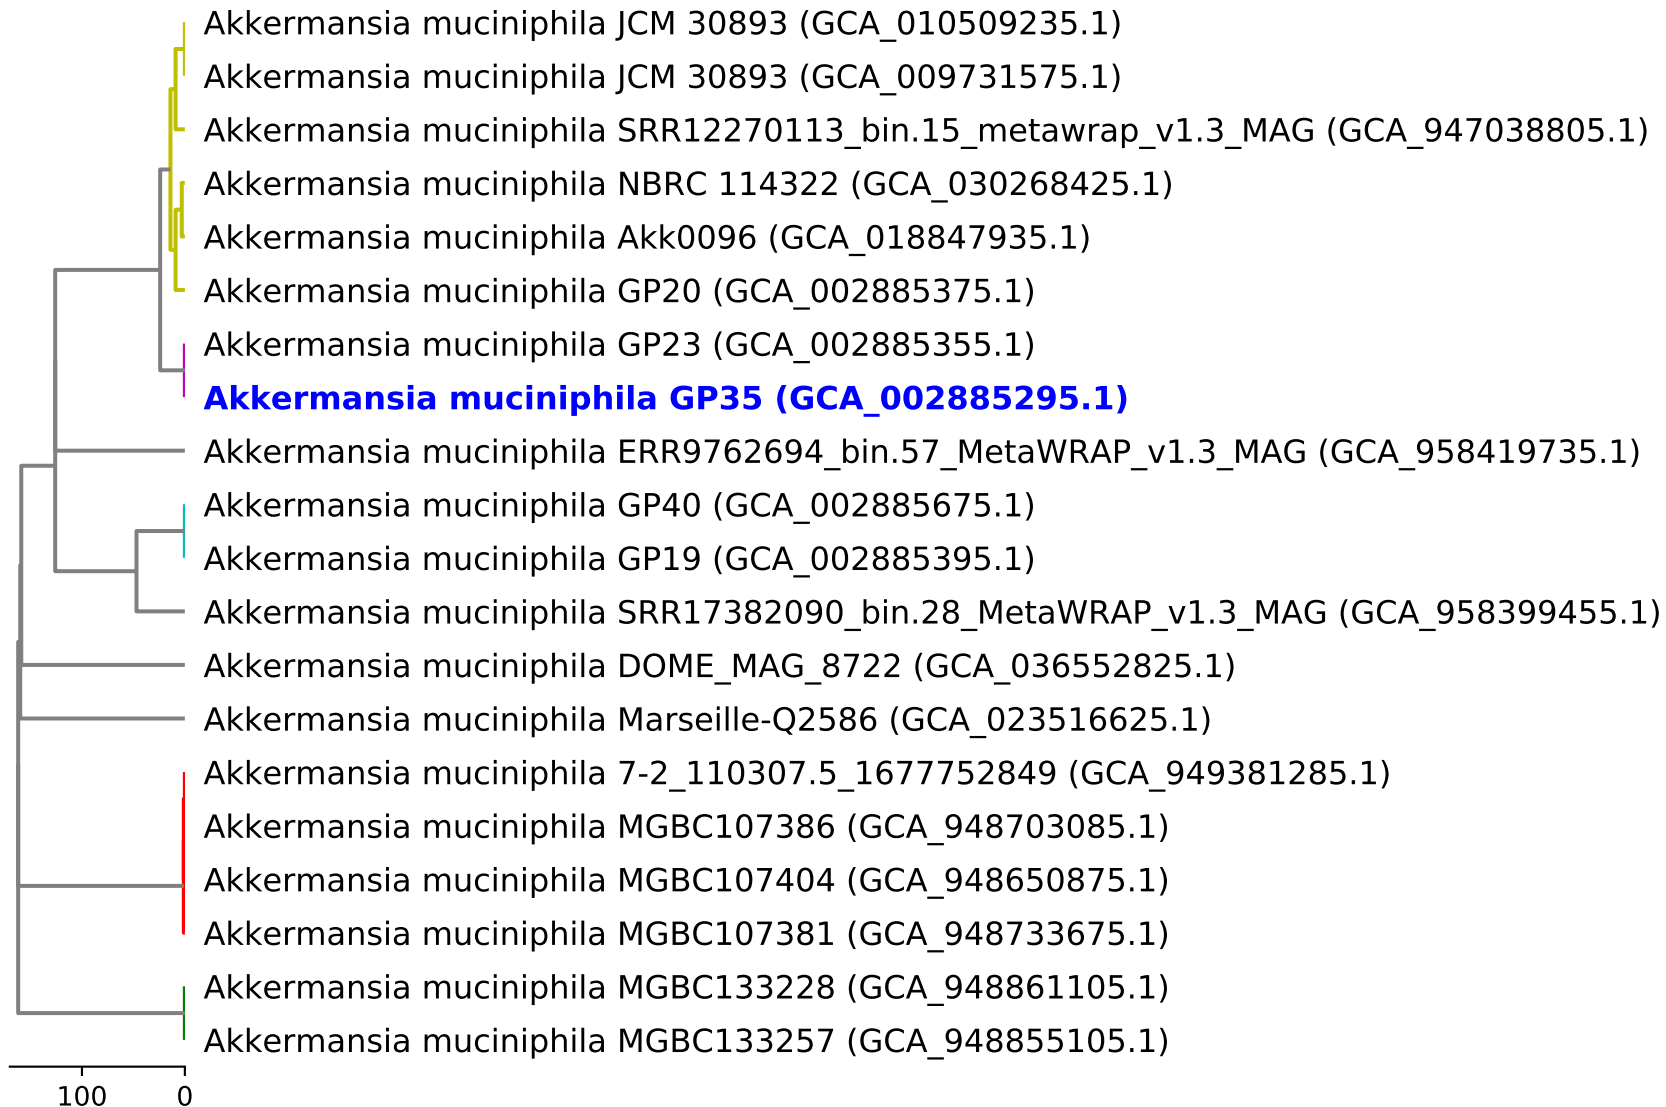 Akkermansia muciniphila JCM 30893 (GCA_010509235.1)
Akkermansia muciniphila JCM 30893 (GCA_009731575.1)
Akkermansia muciniphila SRR12270113_bin.15_metawrap_v1.3_MAG (GCA_947038805.1)
Akkermansia muciniphila NBRC 114322 (GCA_030268425.1)
Akkermansia muciniphila Akk0096 (GCA_018847935.1)
Akkermansia muciniphila GP20 (GCA_002885375.1)
Akkermansia muciniphila GP23 (GCA_002885355.1)
Akkermansia muciniphila GP35 (GCA_002885295.1)
Akkermansia muciniphila ERR9762694_bin.57_MetaWRAP_v1.3_MAG (GCA_958419735.1)
Akkermansia muciniphila GP40 (GCA_002885675.1)
Akkermansia muciniphila GP19 (GCA_002885395.1)
Akkermansia muciniphila SRR17382090_bin.28_MetaWRAP_v1.3_MAG (GCA_958399455.1)
Akkermansia muciniphila DOME_MAG_8722 (GCA_036552825.1)
Akkermansia muciniphila Marseille-Q2586 (GCA_023516625.1)
Akkermansia muciniphila 7-2_110307.5_1677752849 (GCA_949381285.1)
Akkermansia muciniphila MGBC107386 (GCA_948703085.1)
Akkermansia muciniphila MGBC107404 (GCA_948650875.1)
Akkermansia muciniphila MGBC107381 (GCA_948733675.1)
Akkermansia muciniphila MGBC133228 (GCA_948861105.1)
Akkermansia muciniphila MGBC133257 (GCA_948855105.1)
100 0